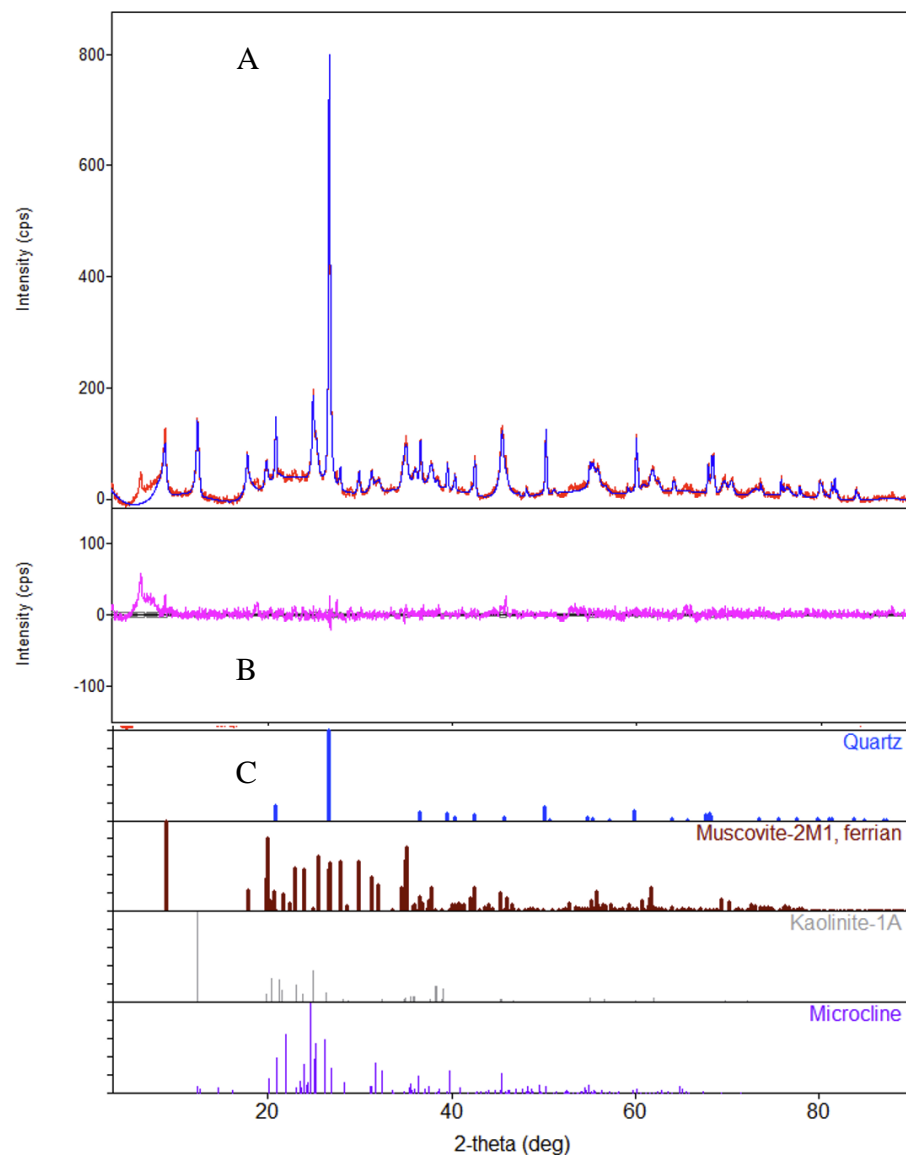 A
800
600
400
200
0
Intensity (cps)
100
0
-100
Intensity (cps)
B
C
Quartz
Muscovite-2M1, ferrian
Kaolinite-1A
Microcline
20 40 60 80
2-theta (deg)